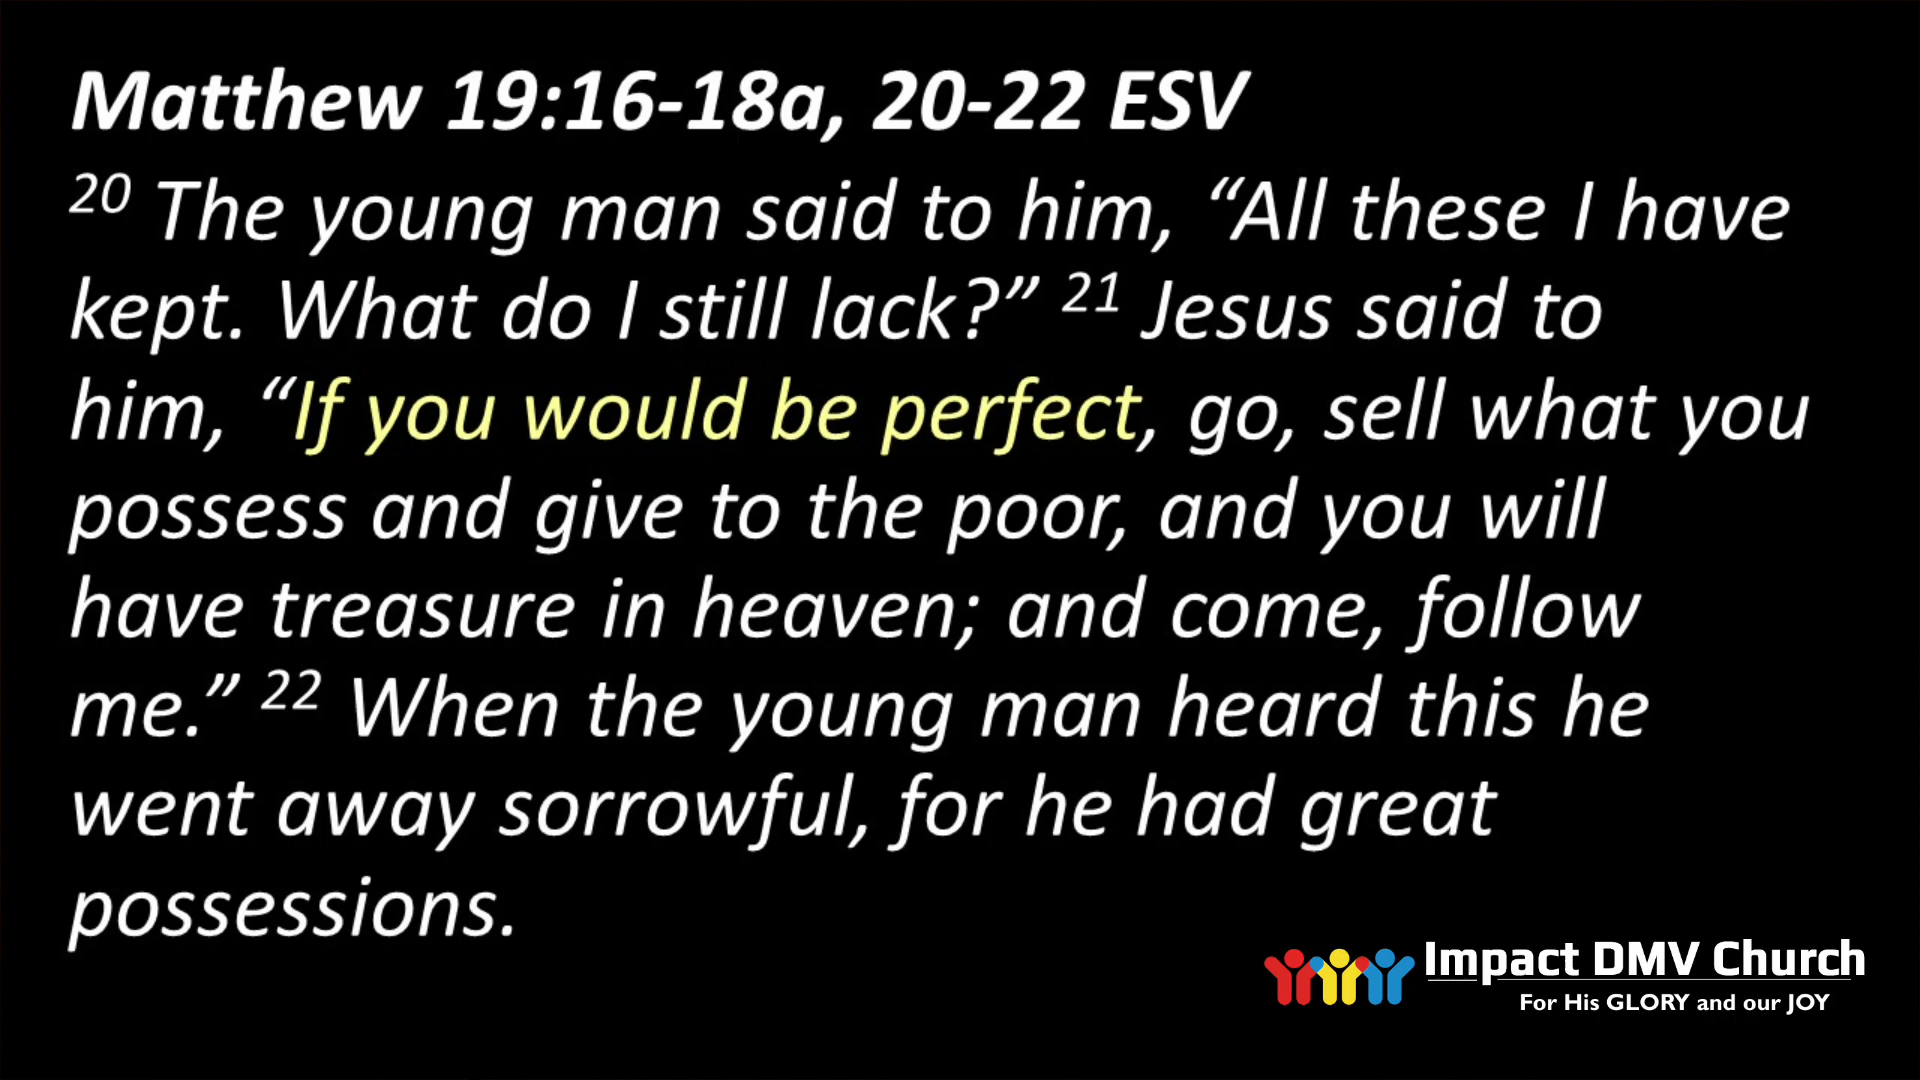 Matthew 19:16-18a, 20-22 ESV
20 The young man said to him, “All these I have
kept. What do I still lack?” 21 Jesus said to
him, “If you would be perfect, go, sell what you
possess and give to the poor, and you will
have treasure in heaven; and come, follow
me.” 22 When the young man heard this he
went away sorrowful, for he had great
possessions.
Impact DMV Church
For His GLORY and our JOY